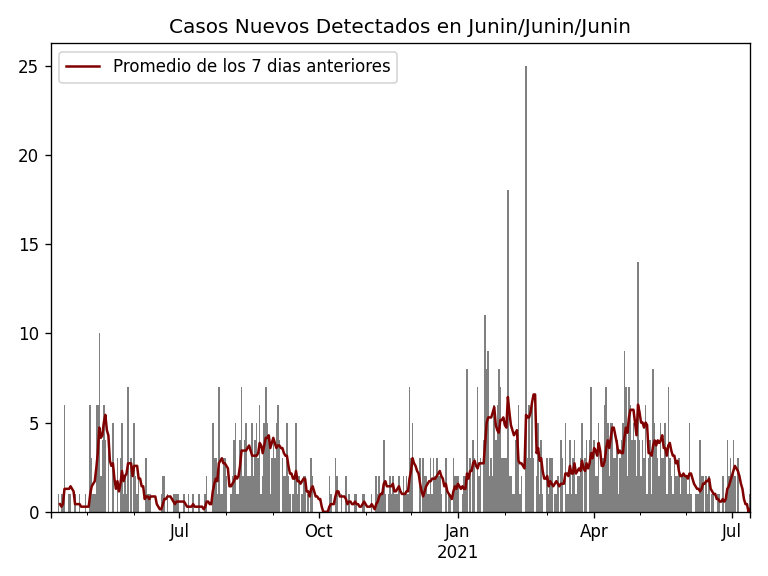 Casos Nuevos Detectados en Junin/Junin/Junin
Promedio de los 7 dias anteriores
25
20
15
10
5
0
Jul
Oct
Jan
2021
Apr
Jul